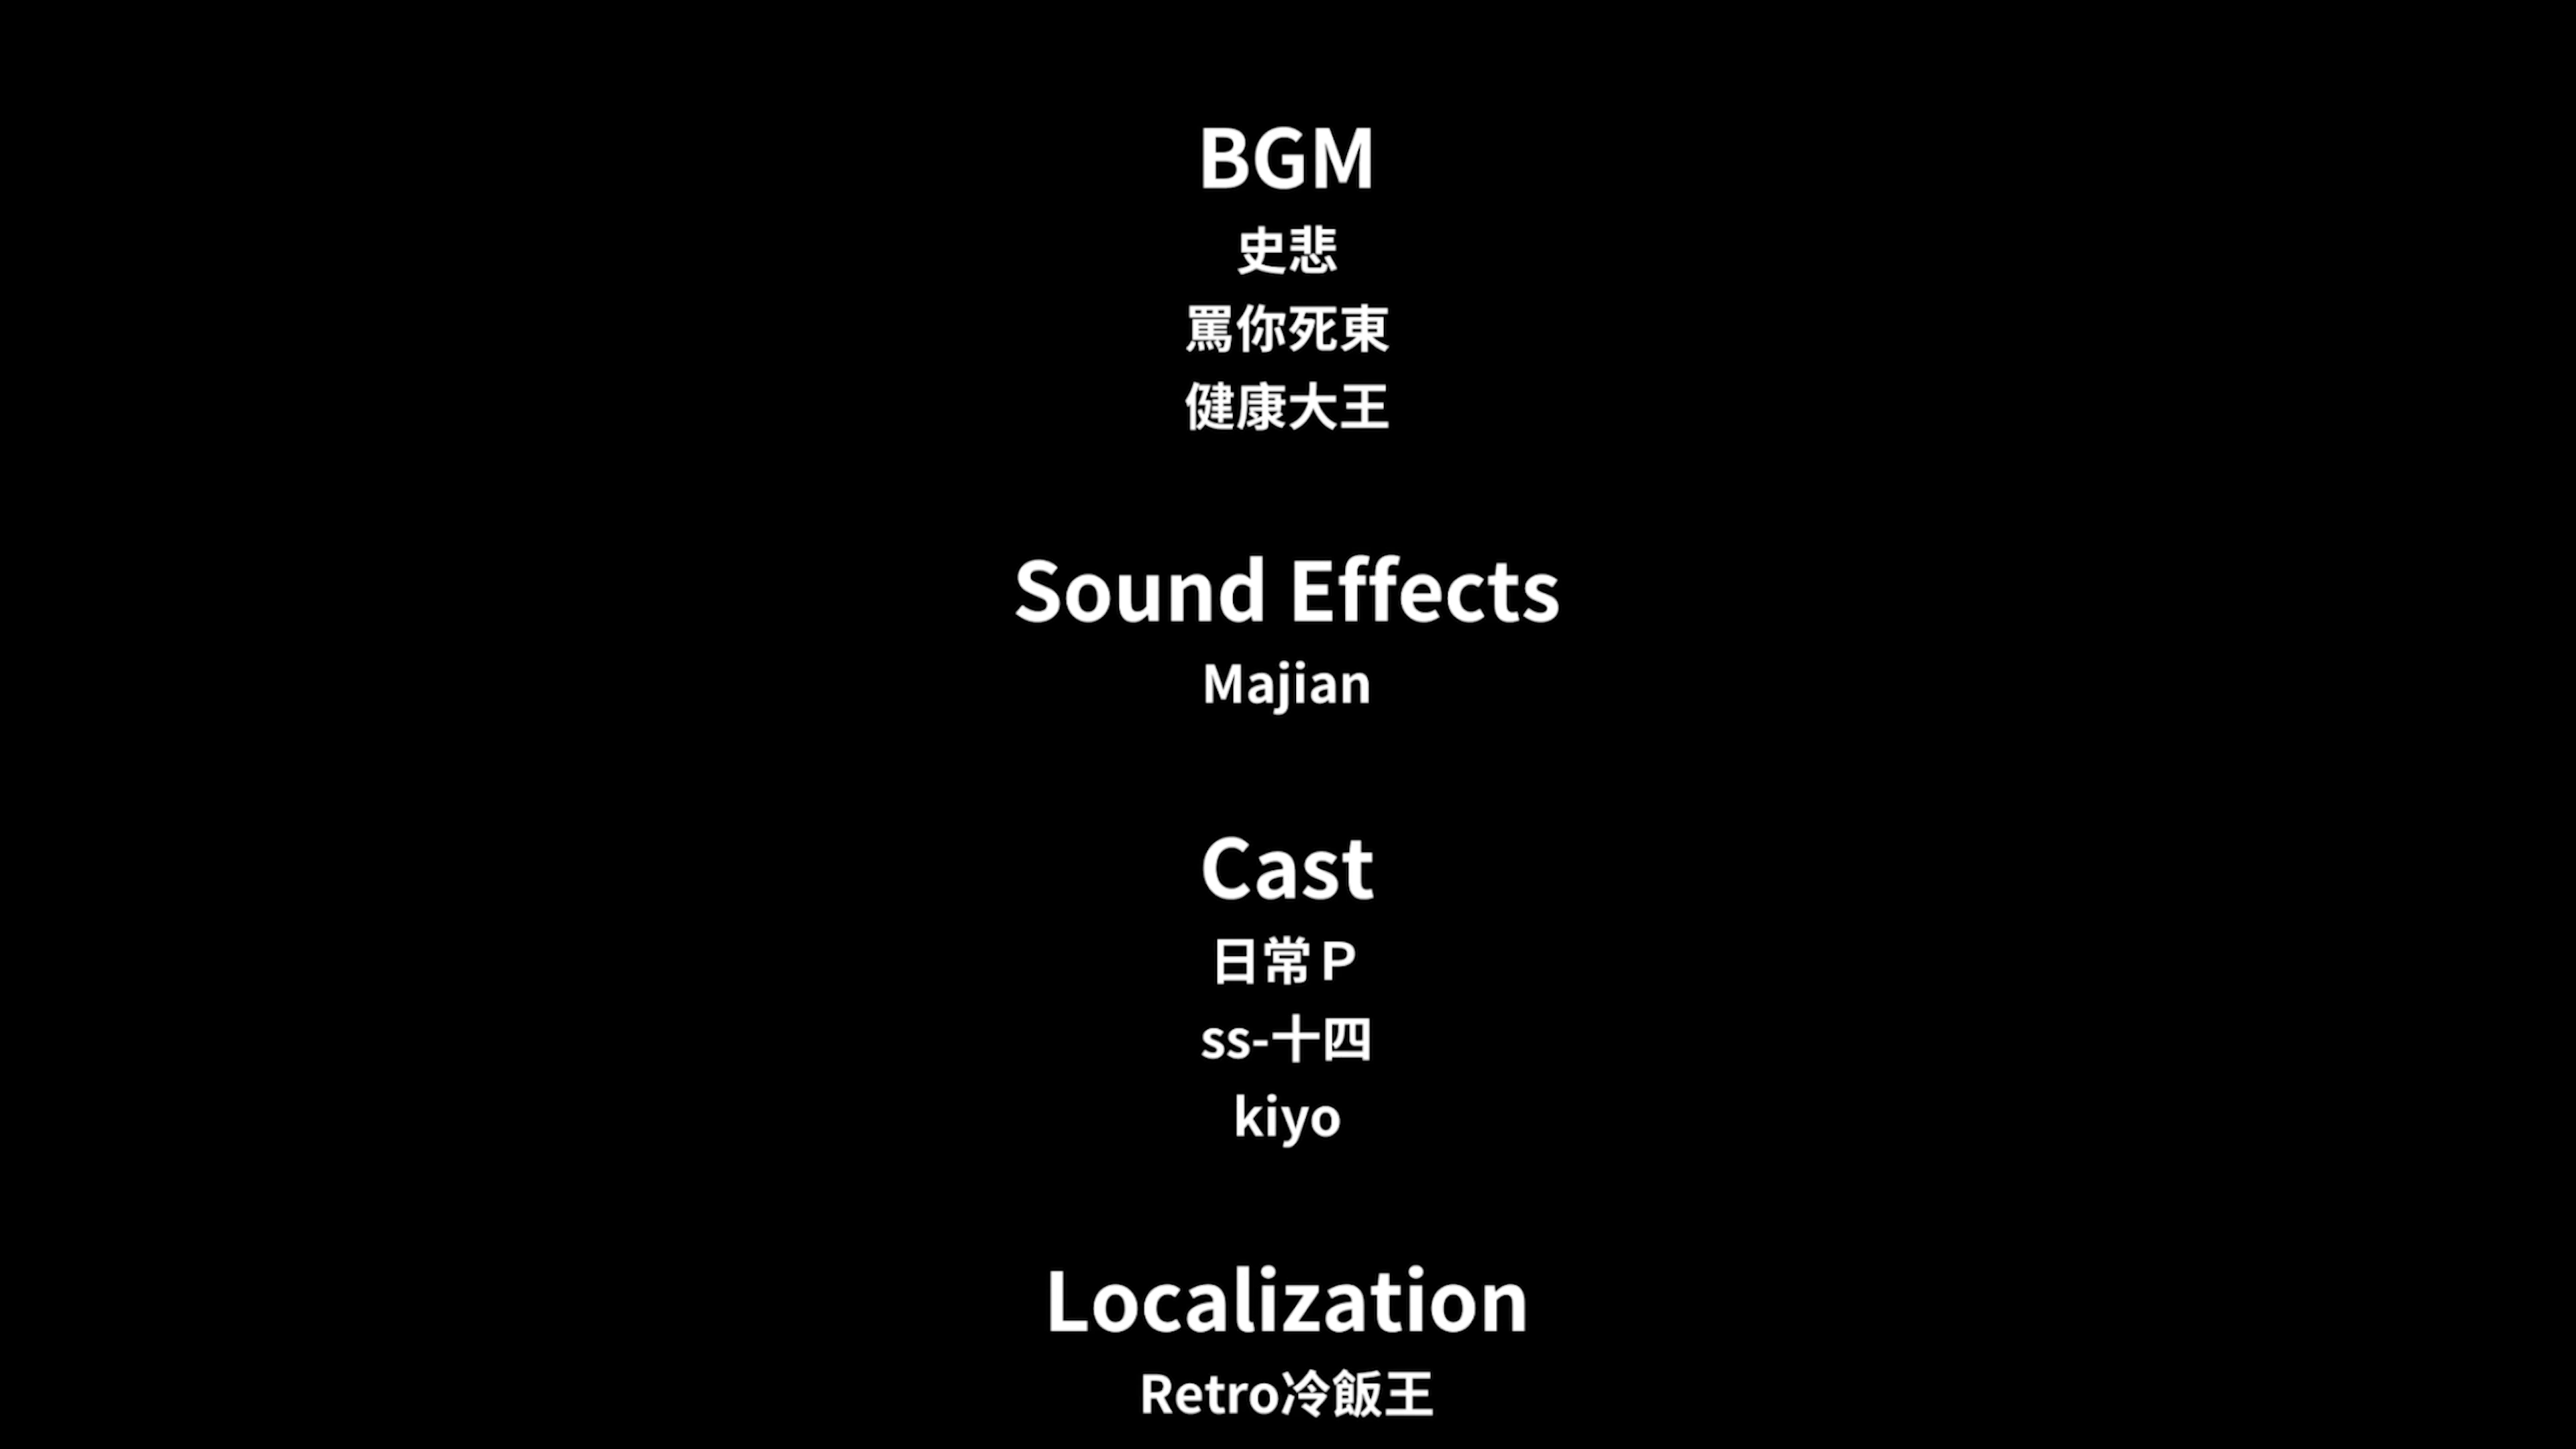 BGM
史悲
罵你死東
健康大王
Sound Effects
Majian
Cast
日常Ｐ
ss-十四
kiyo
Localization
Retro冷飯王